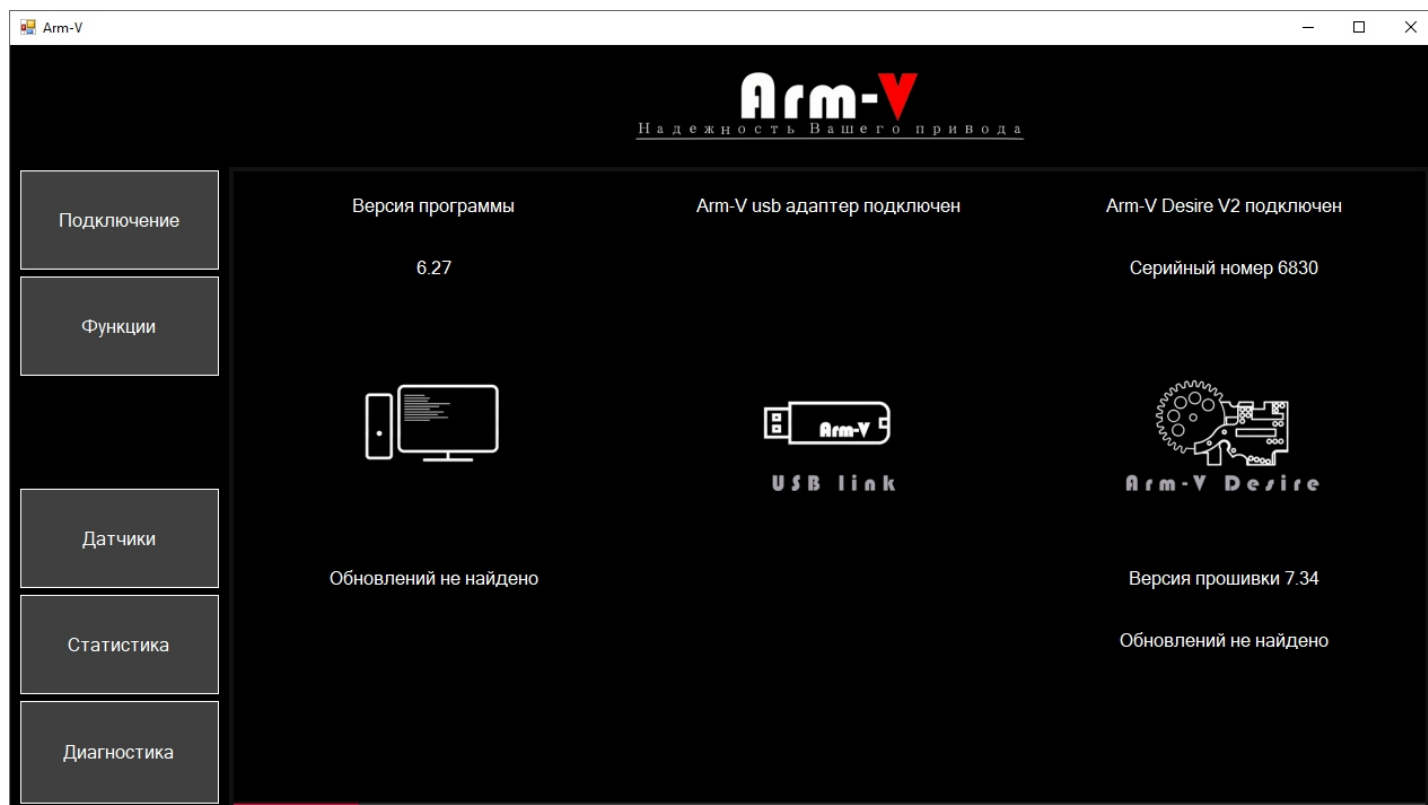 Arm-V
Arm-V
Надежность Вашего привода
Подключение
Функции
Датчики
Статистика
Диагностика
Версия программы
6.27
Обновлений не найдено
Arm-V usb адаптер подключен
Arm-V
USB link
Arm-V Desire V2 подключен
Серийный номер 6830
Arm-V Desire
Версия прошивки 7.34
Обновлений не найдено